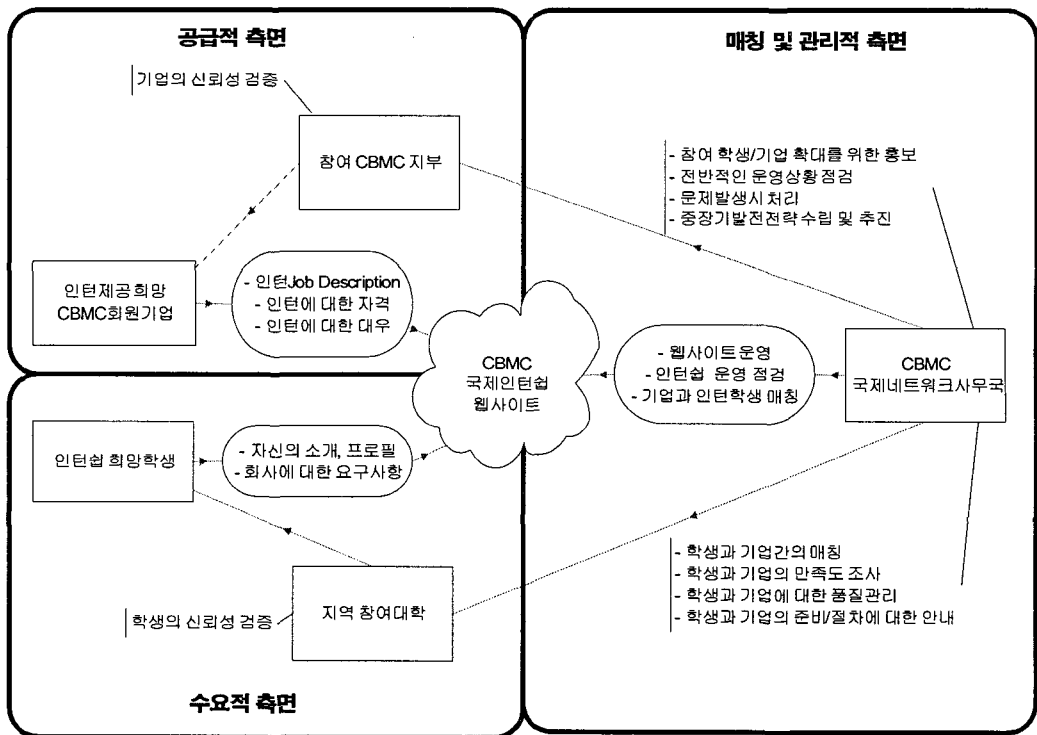 공급적 측면
기업의 신뢰성 검증
참여 CBMC 지부
인턴제공희망
CBMC회원기업
- 인턴Job Description
- 인턴에 대한 자격
- 인턴에 대한 대우
매칭 및 관리적 측면
- 참여 학생/기업 확대를 위한 홍보
- 전반적인 운영상황 점검
- 문제발생시 처리
- 중장기발전전략 수립 및 추진
CBMC
국제인턴쉽
웹사이트
- 웹사이트운영
- 인턴쉽 운영 점검
- 기업과 인턴학생 매칭
CBMC
국제네트워크사무국
인턴쉽 희망학생
- 자신의 소개, 프로필
- 회사에 대한 요구사항
학생의 신뢰성 검증
지역 참여대학
- 학생과 기업간의 매칭
- 학생과 기업의 만족도 조사
- 학생과 기업에 대한 품질관리
- 학생과 기업의 준비/절차에 대한 안내
수요적 측면